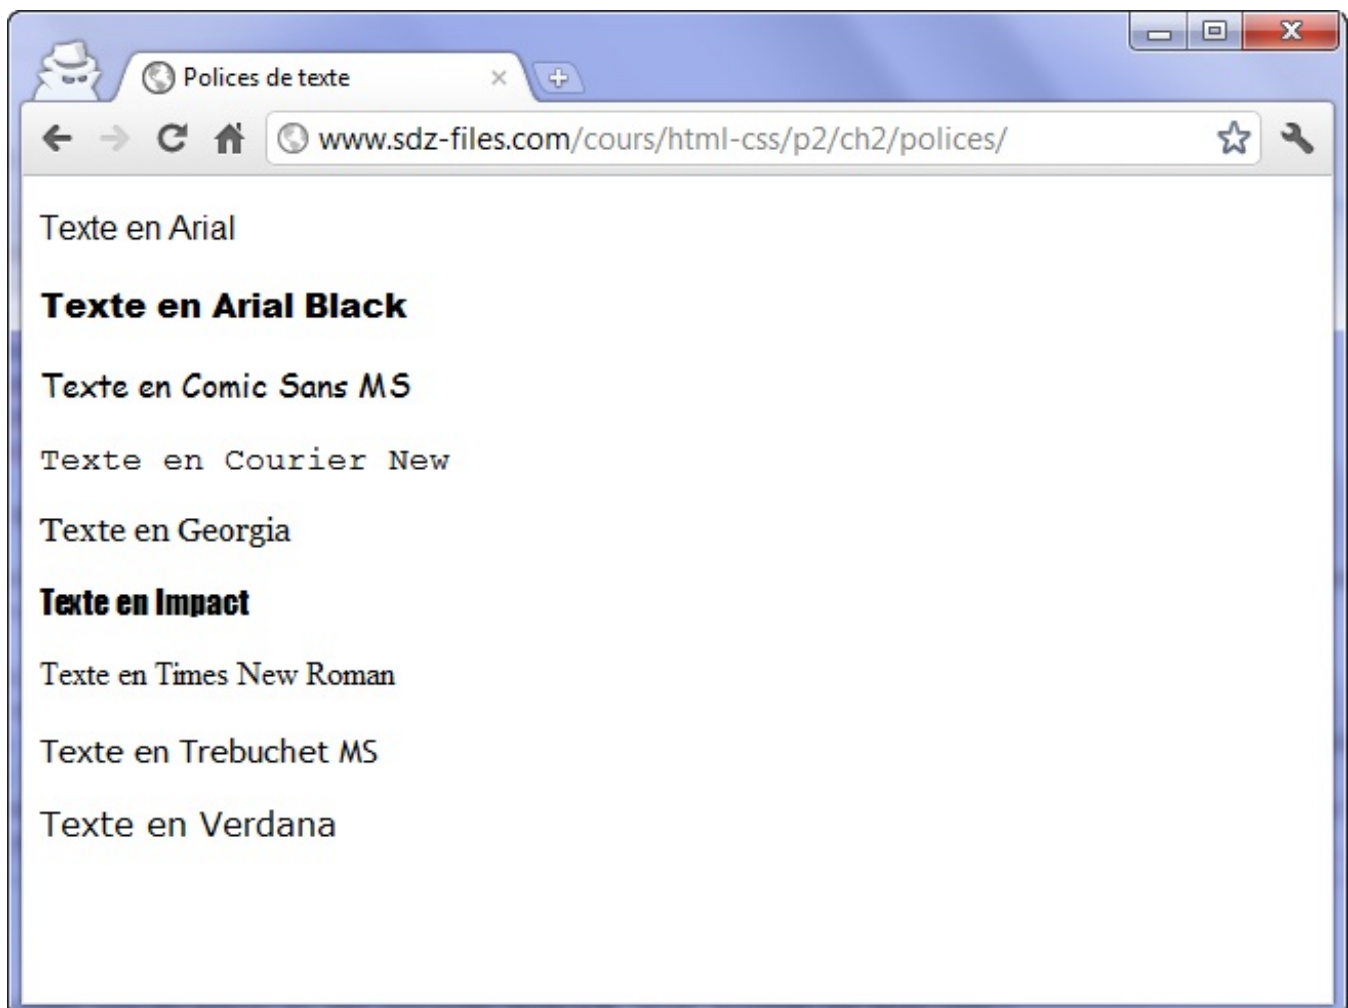 Polices de texte
www.sdz-files.com/cours/html-css/p2/ch2/polices/
Texte en Arial
Texte en Arial Black
Texte en Comic Sans MS
Texte en Courier New
Texte en Georgia
Texte en Impact
Texte en Times New Roman
Texte en Trebuchet MS
Texte en Verdana